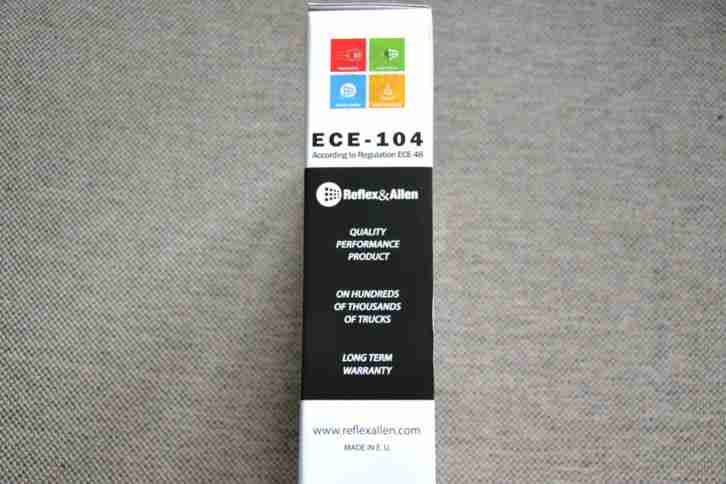 ECE-104
According to Regulation ECE 48
Reflex&Allen
QUALITY
PERFORMANCE
PRODUCT
ON HUNDREDS
OF THOUSANDS
OF TRUCKS
LONG TERM
WARRANTY
www.reflexallen.com
MADE IN E. U.